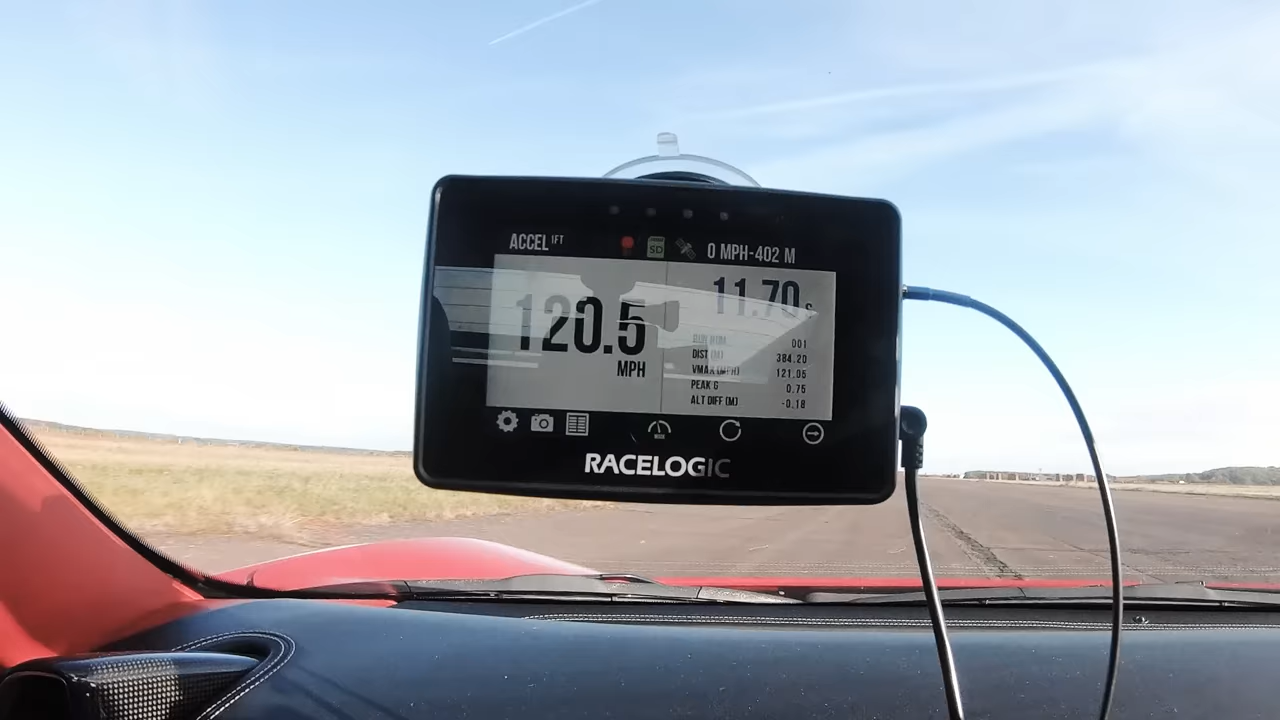 ACCEL 1FT
SD
0 MPH-402 M
120.5
MPH
11.70 s
RUN NUM 001
DIST (M) 384.20
VMAX (MPH) 121.05
PEAK G 0.75
ALT DIFF (M) -0.18
RACELOGIC